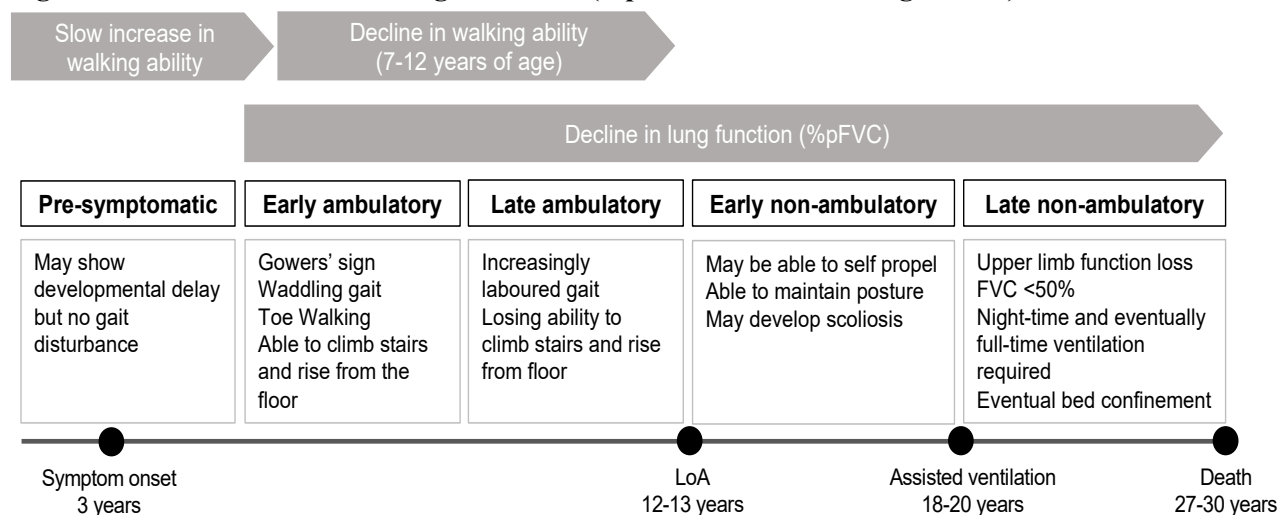 Slow increase in
walking ability
Decline in walking ability
(7-12 years of age)
Decline in lung function (%pFVC)
Pre-symptomatic
Early ambulatory
Late ambulatory
Early non-ambulatory
Late non-ambulatory
May show
developmental delay
but no gait
disturbance
Gowers’ sign
Waddling gait
Toe Walking
Able to climb stairs
and rise from the
floor
Increasingly
laboured gait
Losing ability to
climb stairs and rise
from floor
May be able to self propel
Able to maintain posture
May develop scoliosis
Upper limb function loss
FVC <50%
Night-time and eventually
full-time ventilation
required
Eventual bed confinement
Symptom onset
3 years
LoA
12-13 years
Assisted ventilation
18-20 years
Death
27-30 years